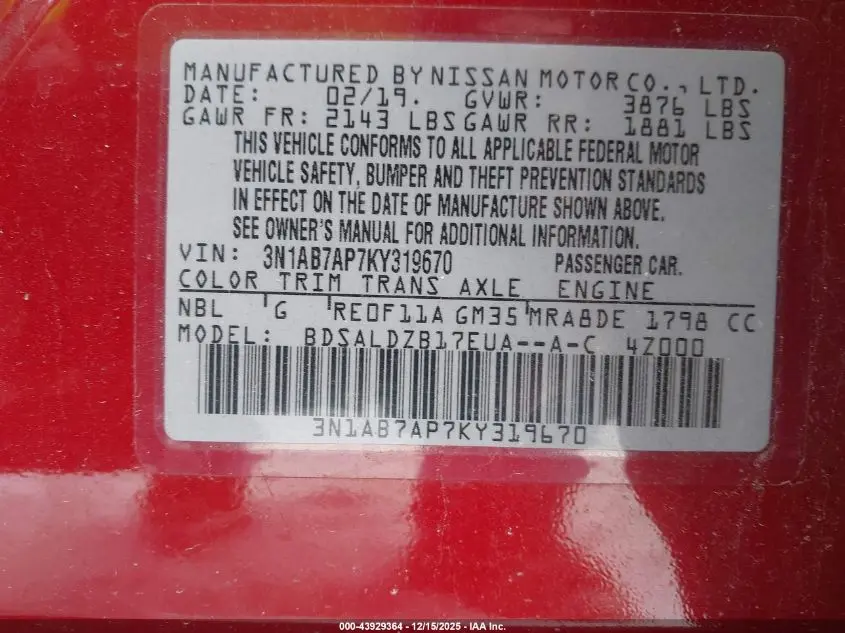 MANUFACTURED BY NISSAN MOTOR CO., LTD.
DATE: 02/19. GVWR: 3876 LBS
GAWR FR: 2143 LBS GAWR RR: 1881 LBS
THIS VEHICLE CONFORMS TO ALL APPLICABLE FEDERAL MOTOR
VEHICLE SAFETY, BUMPER AND THEFT PREVENTION STANDARDS
IN EFFECT ON THE DATE OF MANUFACTURE SHOWN ABOVE.
SEE OWNER'S MANUAL FOR ADDITIONAL INFORMATION.
VIN: 3N1AB7AP7KY319670 PASSENGER CAR.
COLOR TRIM TRANS AXLE ENGINE
NBL G RE0F11A GM35 MRA8DE 1798 CC
MODEL: BDSALDZB17EUA--A-C 4Z000
3N1AB7AP7KY319670
000-43929364 - 12/15/2025 - IAA Inc.